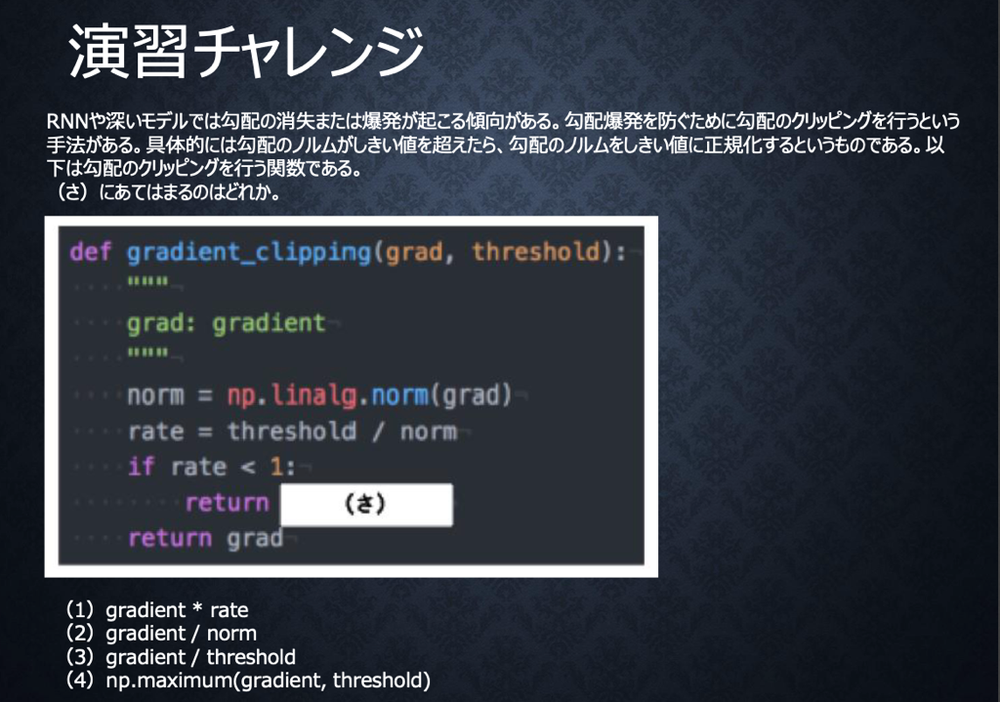 演習チャレンジ
RNNや深いモデルでは勾配の消失または爆発が起こる傾向がある。勾配爆発を防ぐために勾配のクリッピングを行うという
手法がある。具体的には勾配のノルムがしきい値を超えたら、勾配のノルムをしきい値に正規化するというものである。以
下は勾配のクリッピングを行う関数である。
（さ）にあてはまるのはどれか。
def gradient_clipping(grad, threshold):
"""
grad: gradient
"""
norm = np.linalg.norm(grad)
rate = threshold / norm
if rate < 1:
return （さ）
return grad
（1）gradient * rate
（2）gradient / norm
（3）gradient / threshold
（4）np.maximum(gradient, threshold)